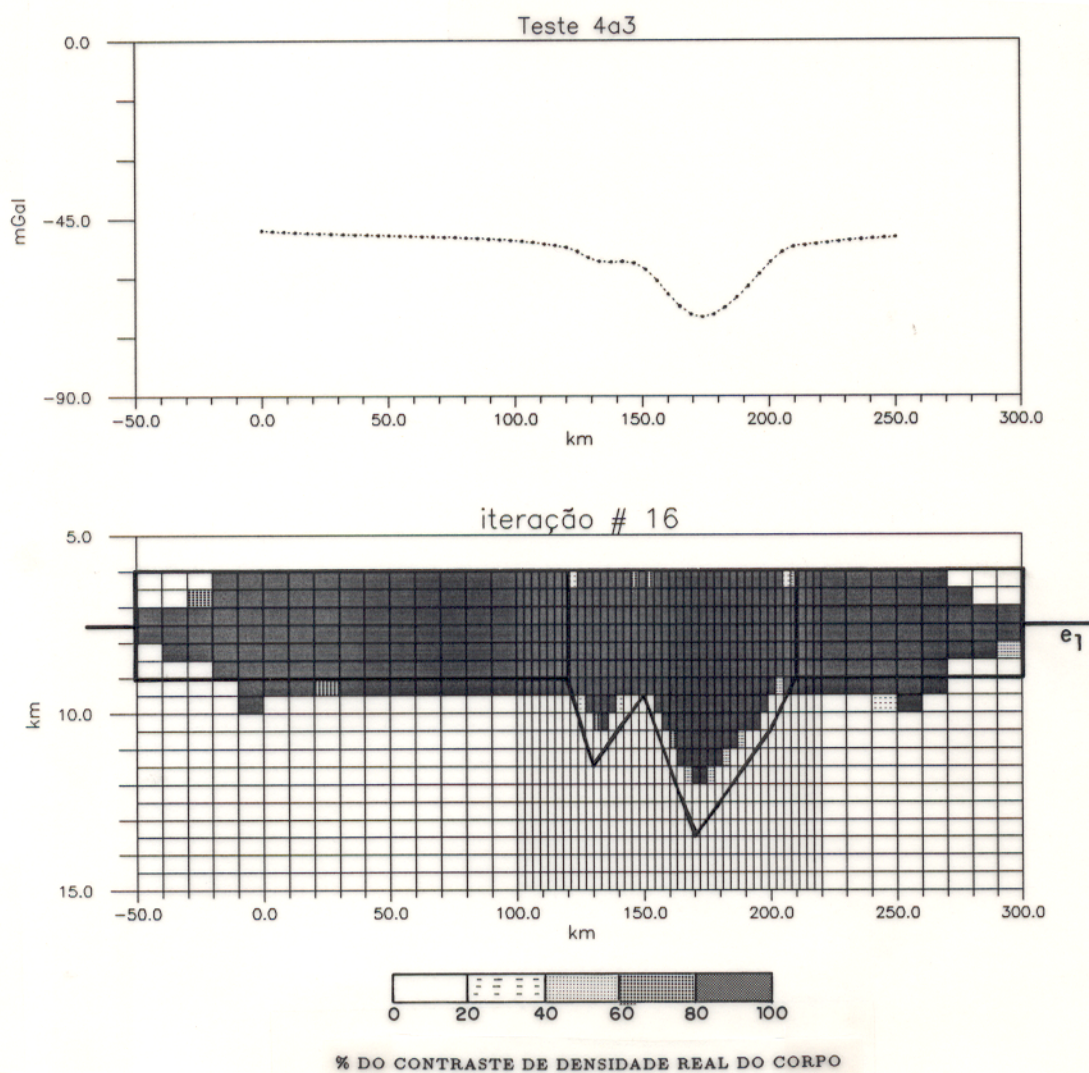 Teste 4a3
0.0
-45.0
-90.0
mGal
-50.0 0.0 50.0 100.0 150.0 200.0 250.0 300.0
km
iteração # 16
5.0
10.0
15.0
km
e1
-50.0 0.0 50.0 100.0 150.0 200.0 250.0 300.0
km
0 20 40 60 80 100
% DO CONTRASTE DE DENSIDADE REAL DO CORPO